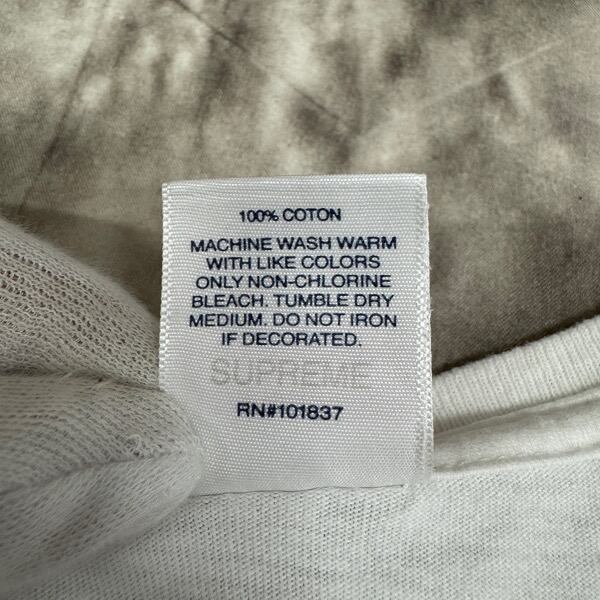 100% COTON
MACHINE WASH WARM
WITH LIKE COLORS
ONLY NON-CHLORINE
BLEACH. TUMBLE DRY
MEDIUM. DO NOT IRON
IF DECORATED.
SUPREME
RN#101837